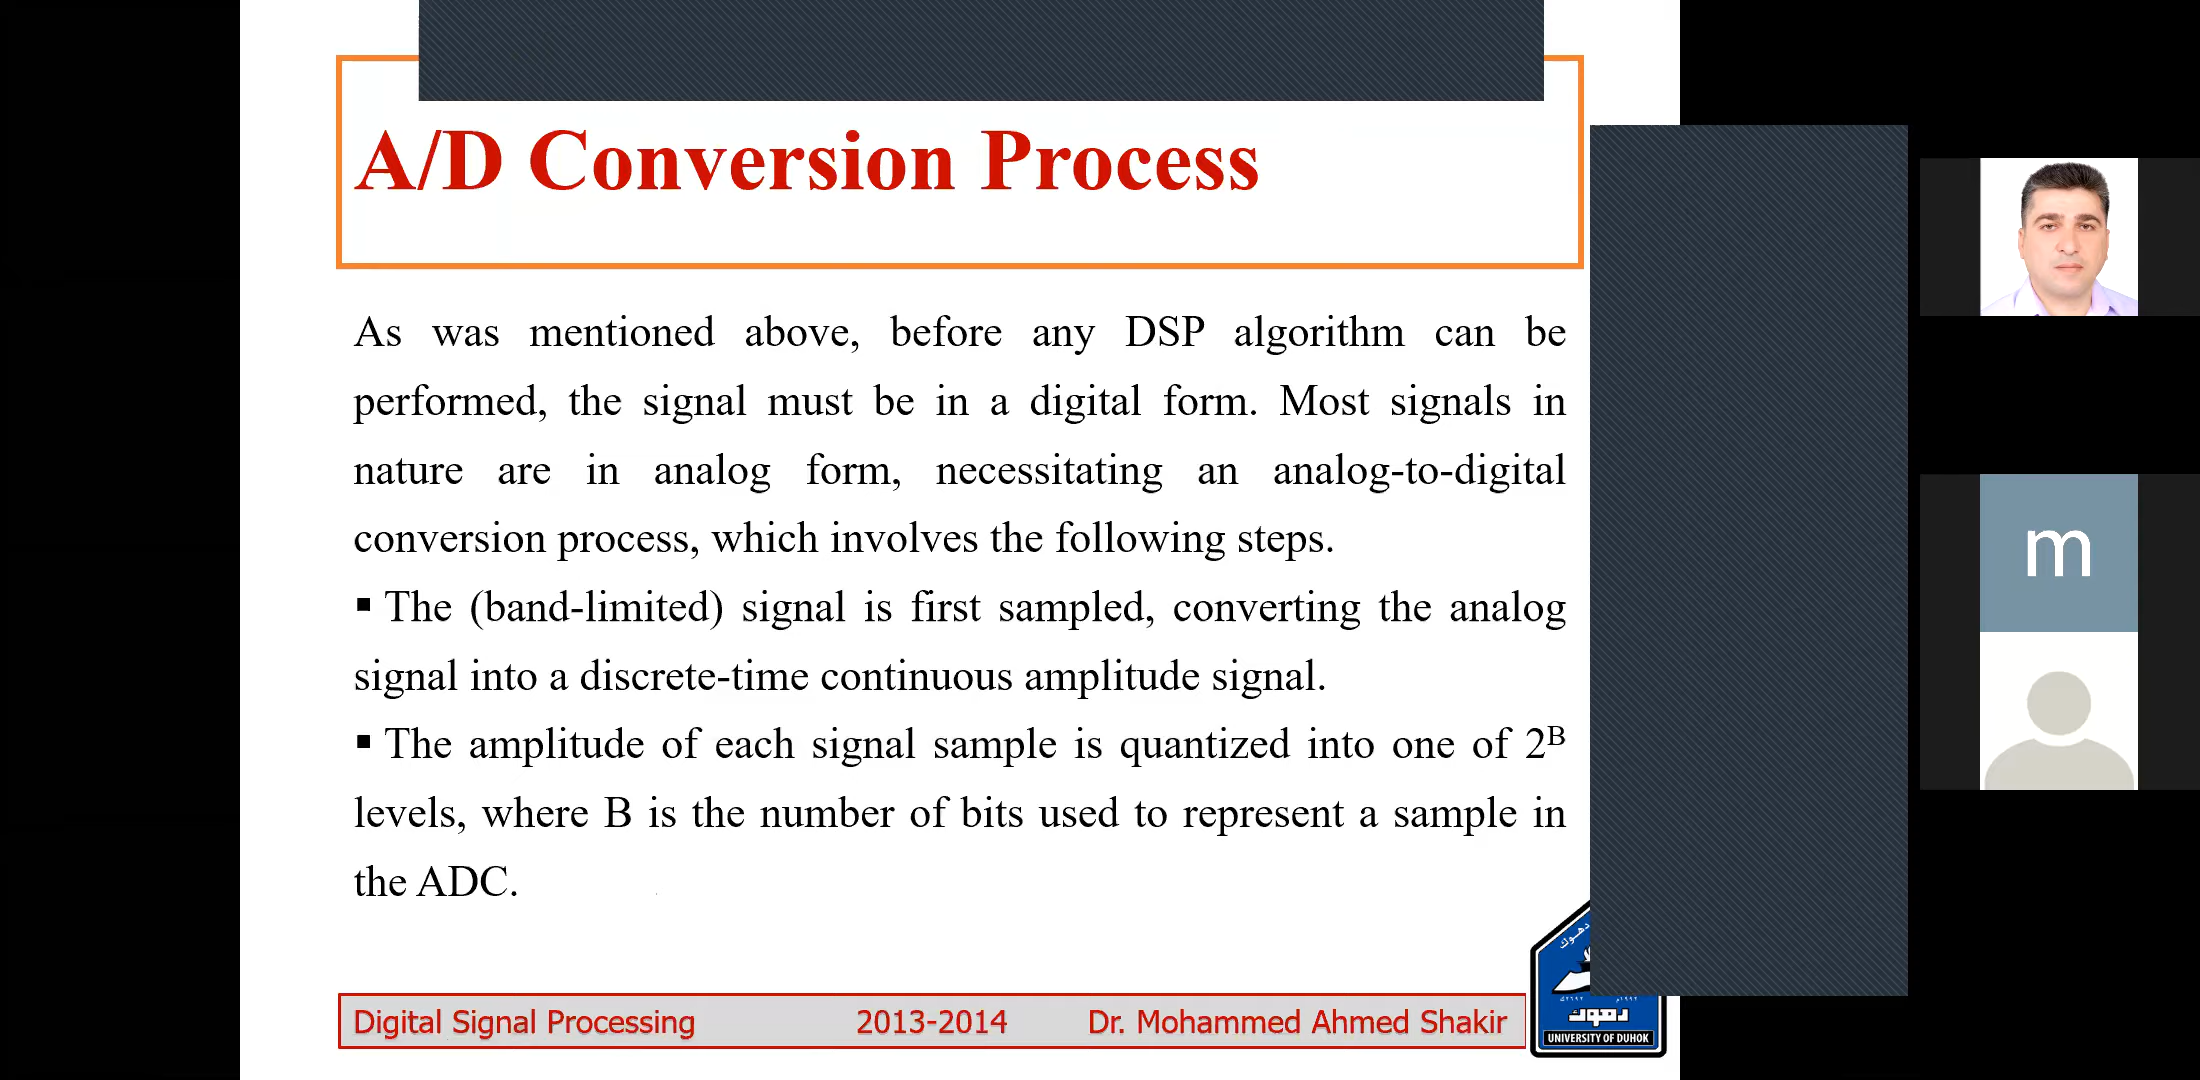 A/D Conversion Process
As was mentioned above, before any DSP algorithm can be
performed, the signal must be in a digital form. Most signals in
nature are in analog form, necessitating an analog-to-digital
conversion process, which involves the following steps.
▪ The (band-limited) signal is first sampled, converting the analog
signal into a discrete-time continuous amplitude signal.
▪ The amplitude of each signal sample is quantized into one of 2ᴮ
levels, where B is the number of bits used to represent a sample in
the ADC.
Digital Signal Processing 2013-2014 Dr. Mohammed Ahmed Shakir
دهوك
UNIVERSITY OF DUHOK
m